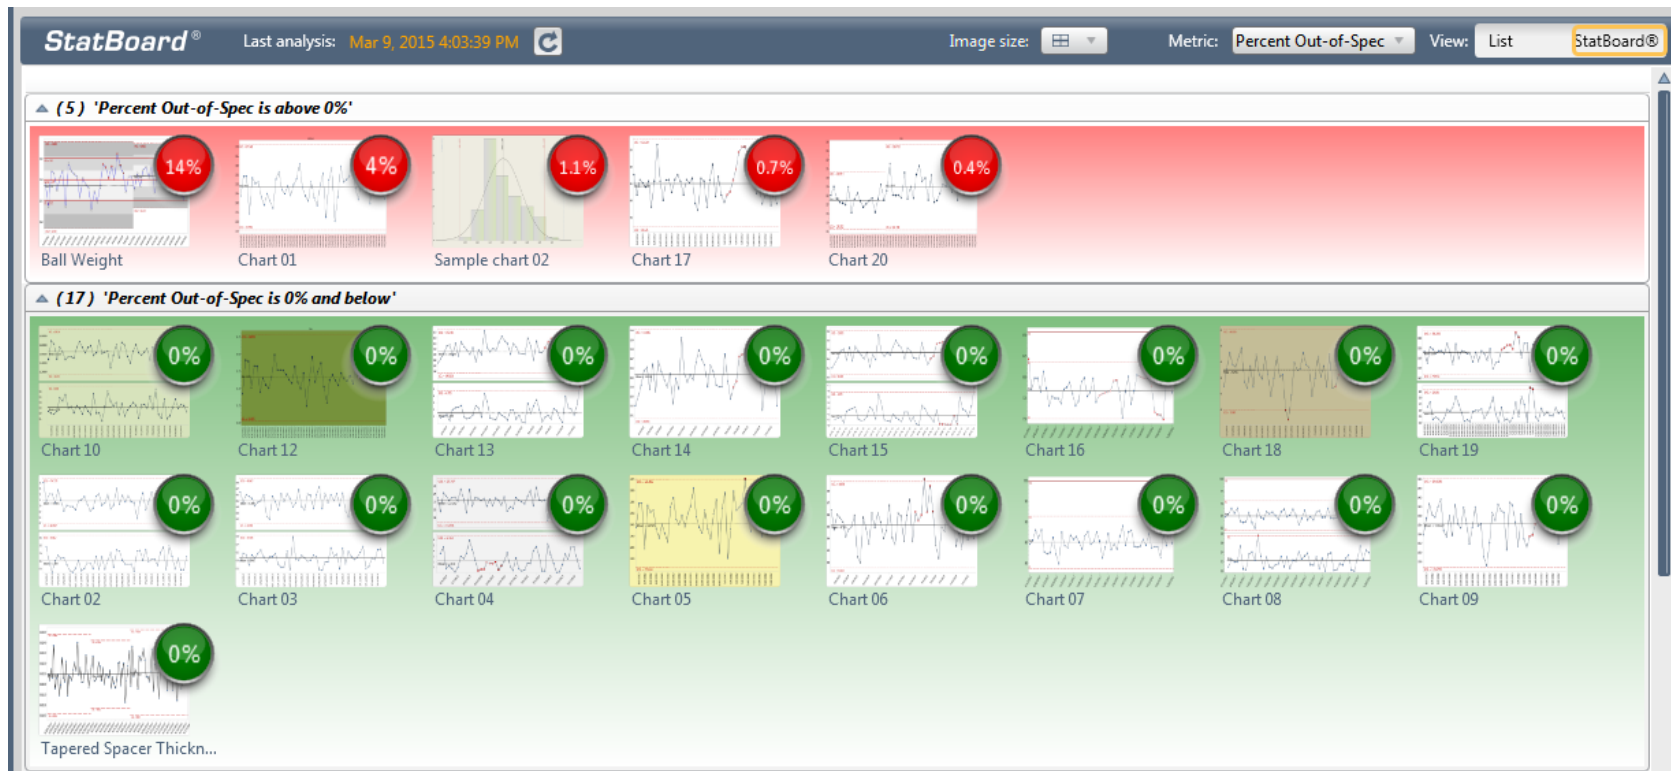 StatBoard® Last analysis: Mar 9, 2015 4:03:39 PM Image size: Metric: Percent Out-of-Spec View: List StatBoard®
(5) 'Percent Out-of-Spec is above 0%'
14% 4% 1.1% 0.7% 0.4%
Ball Weight Chart 01 Sample chart 02 Chart 17 Chart 20
(17) 'Percent Out-of-Spec is 0% and below'
0% 0% 0% 0% 0% 0% 0% 0%
Chart 10 Chart 12 Chart 13 Chart 14 Chart 15 Chart 16 Chart 18 Chart 19
0% 0% 0% 0% 0% 0% 0% 0%
Chart 02 Chart 03 Chart 04 Chart 05 Chart 06 Chart 07 Chart 08 Chart 09
0%
Tapered Spacer Thickn...